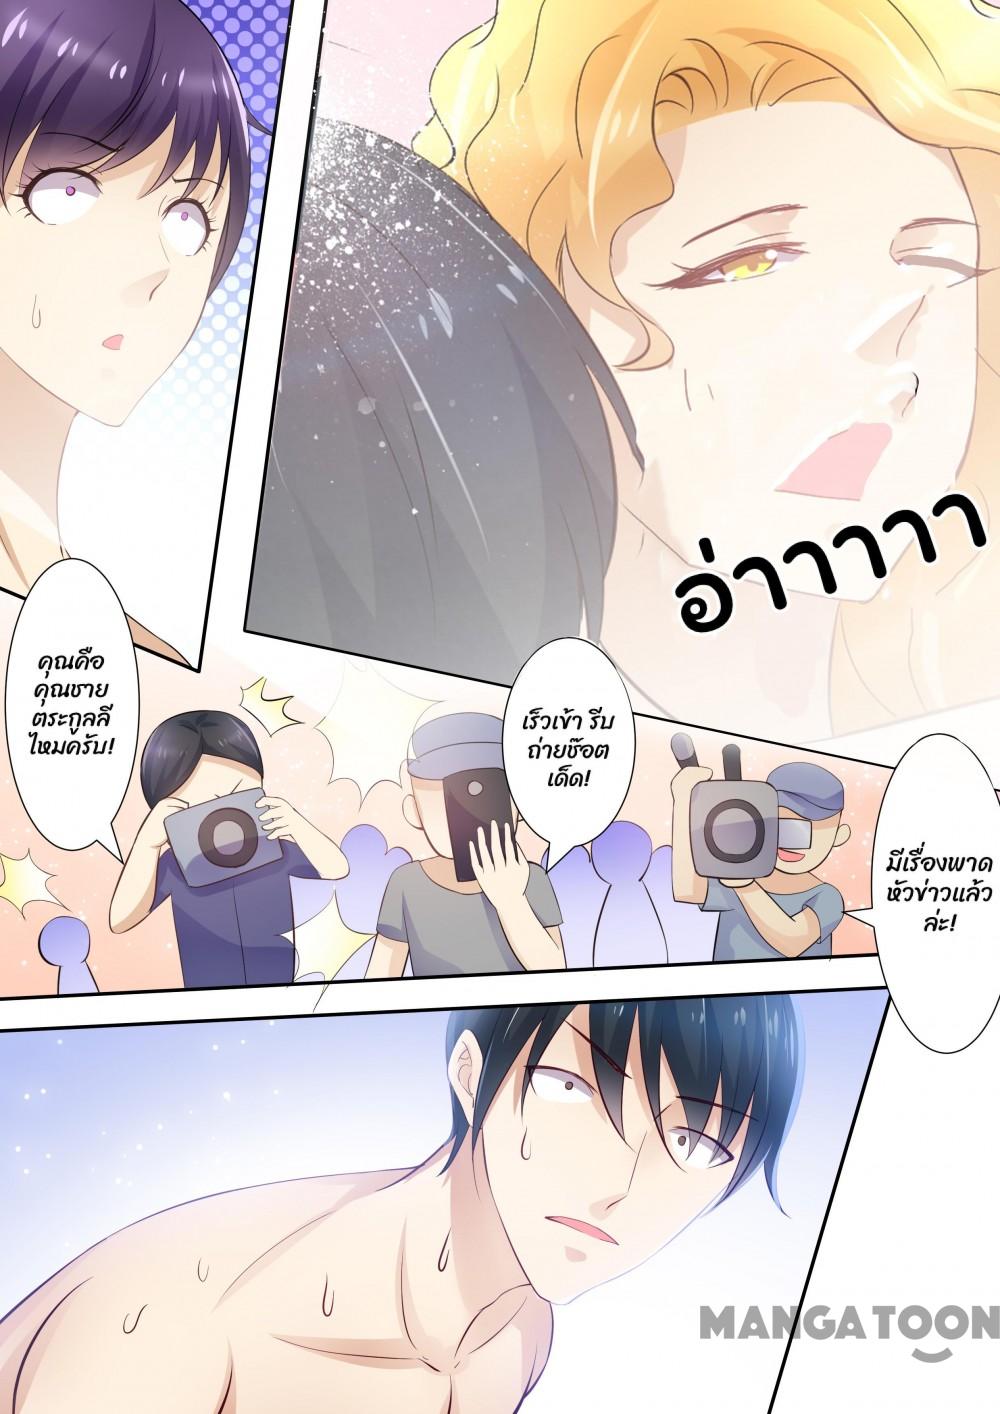 อ่าาาาา
คุณคือ
คุณชาย
ตระกูลลี
ไหมครับ!
เร็วเข้า รีบ
ถ่ายช็อต
เด็ด!
มีเรื่องพาด
หัวข่าวแล้ว
ล่ะ!
MANGATOON